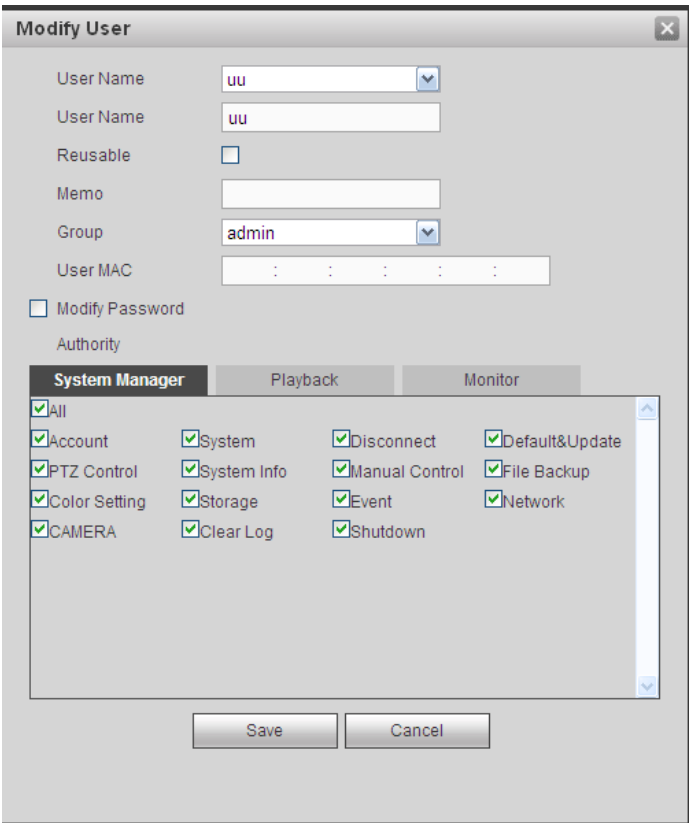 Modify User
User Name uu
User Name uu
Reusable
Memo
Group admin
User MAC : : : : :
Modify Password
Authority
System Manager Playback Monitor
All
Account System Disconnect Default&Update
PTZ Control System Info Manual Control File Backup
Color Setting Storage Event Network
CAMERA Clear Log Shutdown
Save Cancel